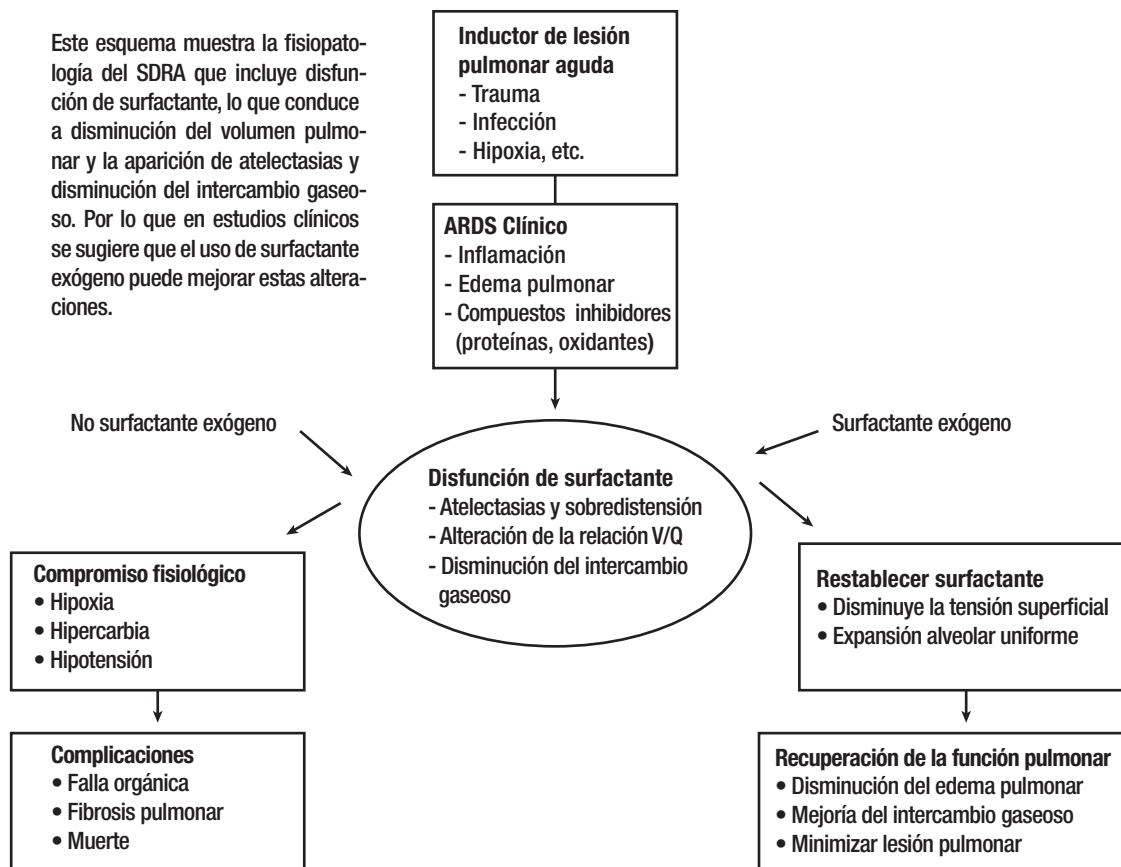 Este esquema muestra la fisiopato-
logía del SDRA que incluye disfun-
ción de surfactante, lo que conduce
a disminución del volumen pulmo-
nar y la aparición de atelectasias y
disminución del intercambio gaseo-
so. Por lo que en estudios clínicos
se sugiere que el uso de surfactante
exógeno puede mejorar estas altera-
ciones.
Inductor de lesión
pulmonar aguda
- Trauma
- Infección
- Hipoxia, etc.
ARDS Clínico
- Inflamación
- Edema pulmonar
- Compuestos inhibidores
(proteínas, oxidantes)
No surfactante exógeno
Surfactante exógeno
Disfunción de surfactante
- Atelectasias y sobredistensión
- Alteración de la relación V/Q
- Disminución del intercambio
gaseoso
Compromiso fisiológico
• Hipoxia
• Hipercarbia
• Hipotensión
Restablecer surfactante
• Disminuye la tensión superficial
• Expansión alveolar uniforme
Complicaciones
• Falla orgánica
• Fibrosis pulmonar
• Muerte
Recuperación de la función pulmonar
• Disminución del edema pulmonar
• Mejoría del intercambio gaseoso
• Minimizar lesión pulmonar